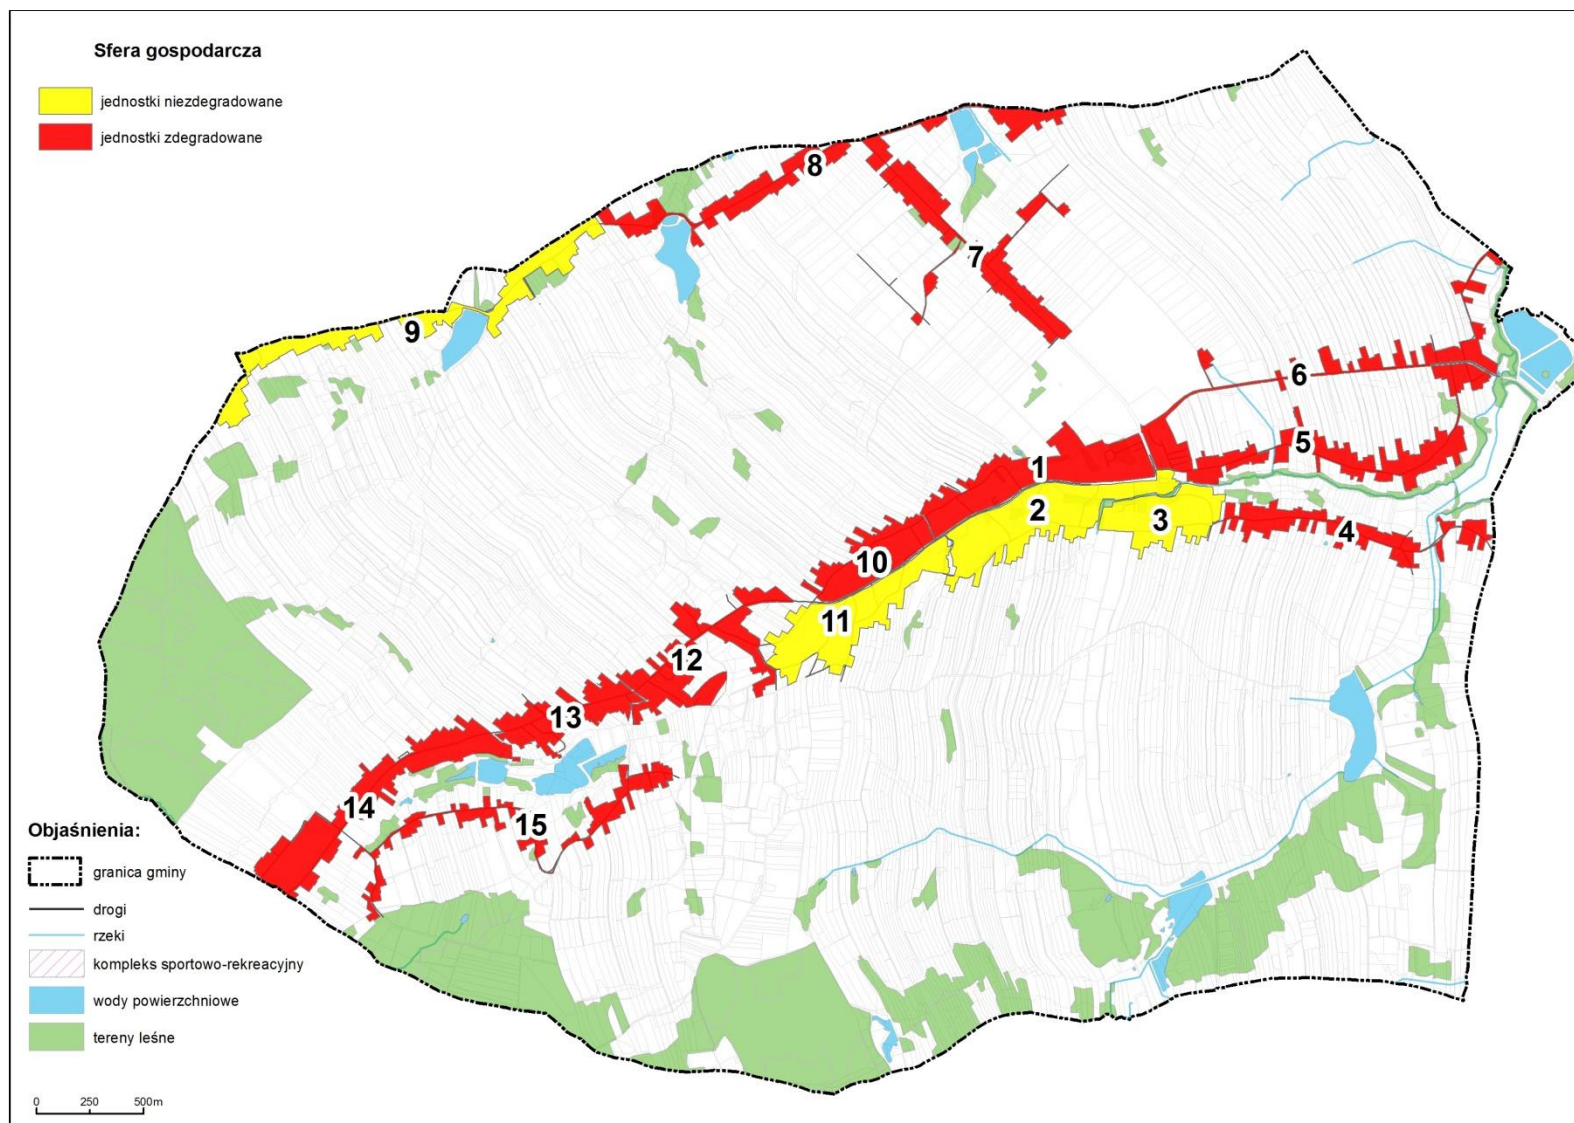 Sfera gospodarcza
jednostki niezdegradowane
jednostki zdegradowane
8
7
9
6
5
1
2
3
4
10
11
12
13
14
15
Objaśnienia:
granica gminy
drogi
rzeki
kompleks sportowo-rekreacyjny
wody powierzchniowe
tereny leśne
0 250 500m